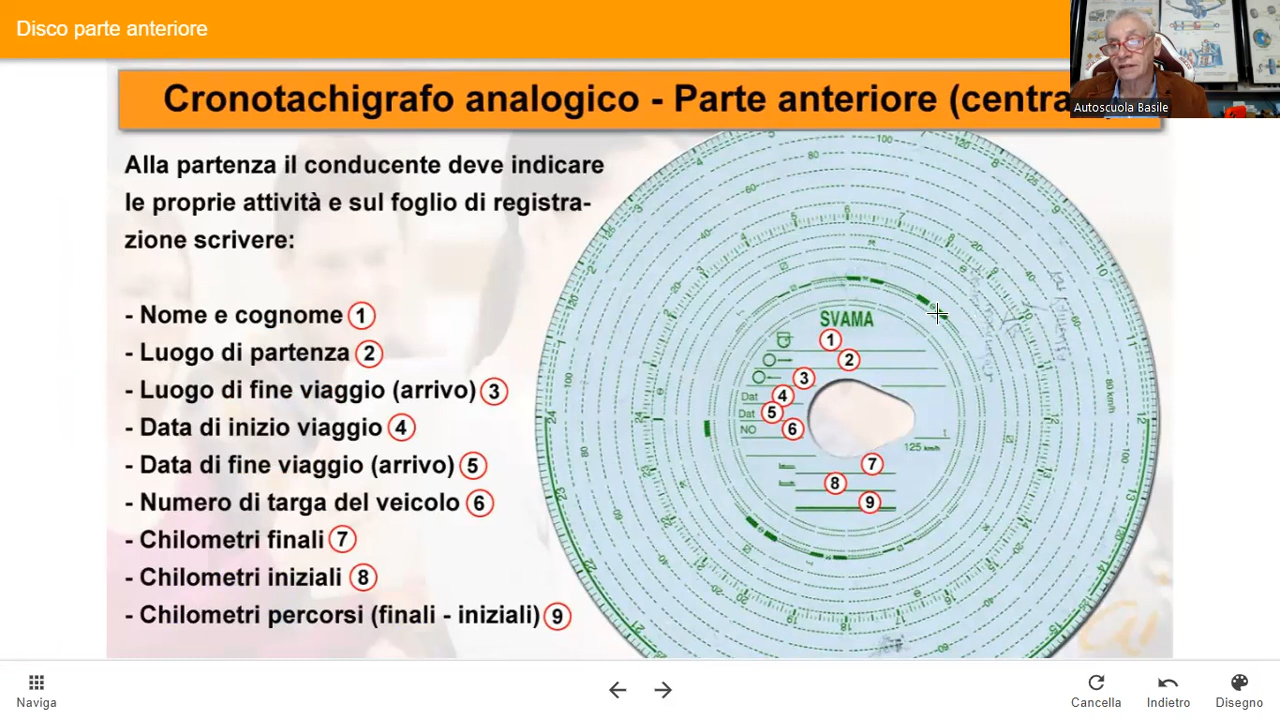 Disco parte anteriore
Autoscuola Basile
Cronotachigrafo analogico - Parte anteriore (centra
Alla partenza il conducente deve indicare
le proprie attività e sul foglio di registra-
zione scrivere:
- Nome e cognome 1
- Luogo di partenza 2
- Luogo di fine viaggio (arrivo) 3
- Data di inizio viaggio 4
- Data di fine viaggio (arrivo) 5
- Numero di targa del veicolo 6
- Chilometri finali 7
- Chilometri iniziali 8
- Chilometri percorsi (finali - iniziali) 9
SVAMA
1
2
3
Dat 4
Dat 5
NO 6
125 km/h
7
8
9
80 km/h
Naviga
Cancella
Indietro
Disegno